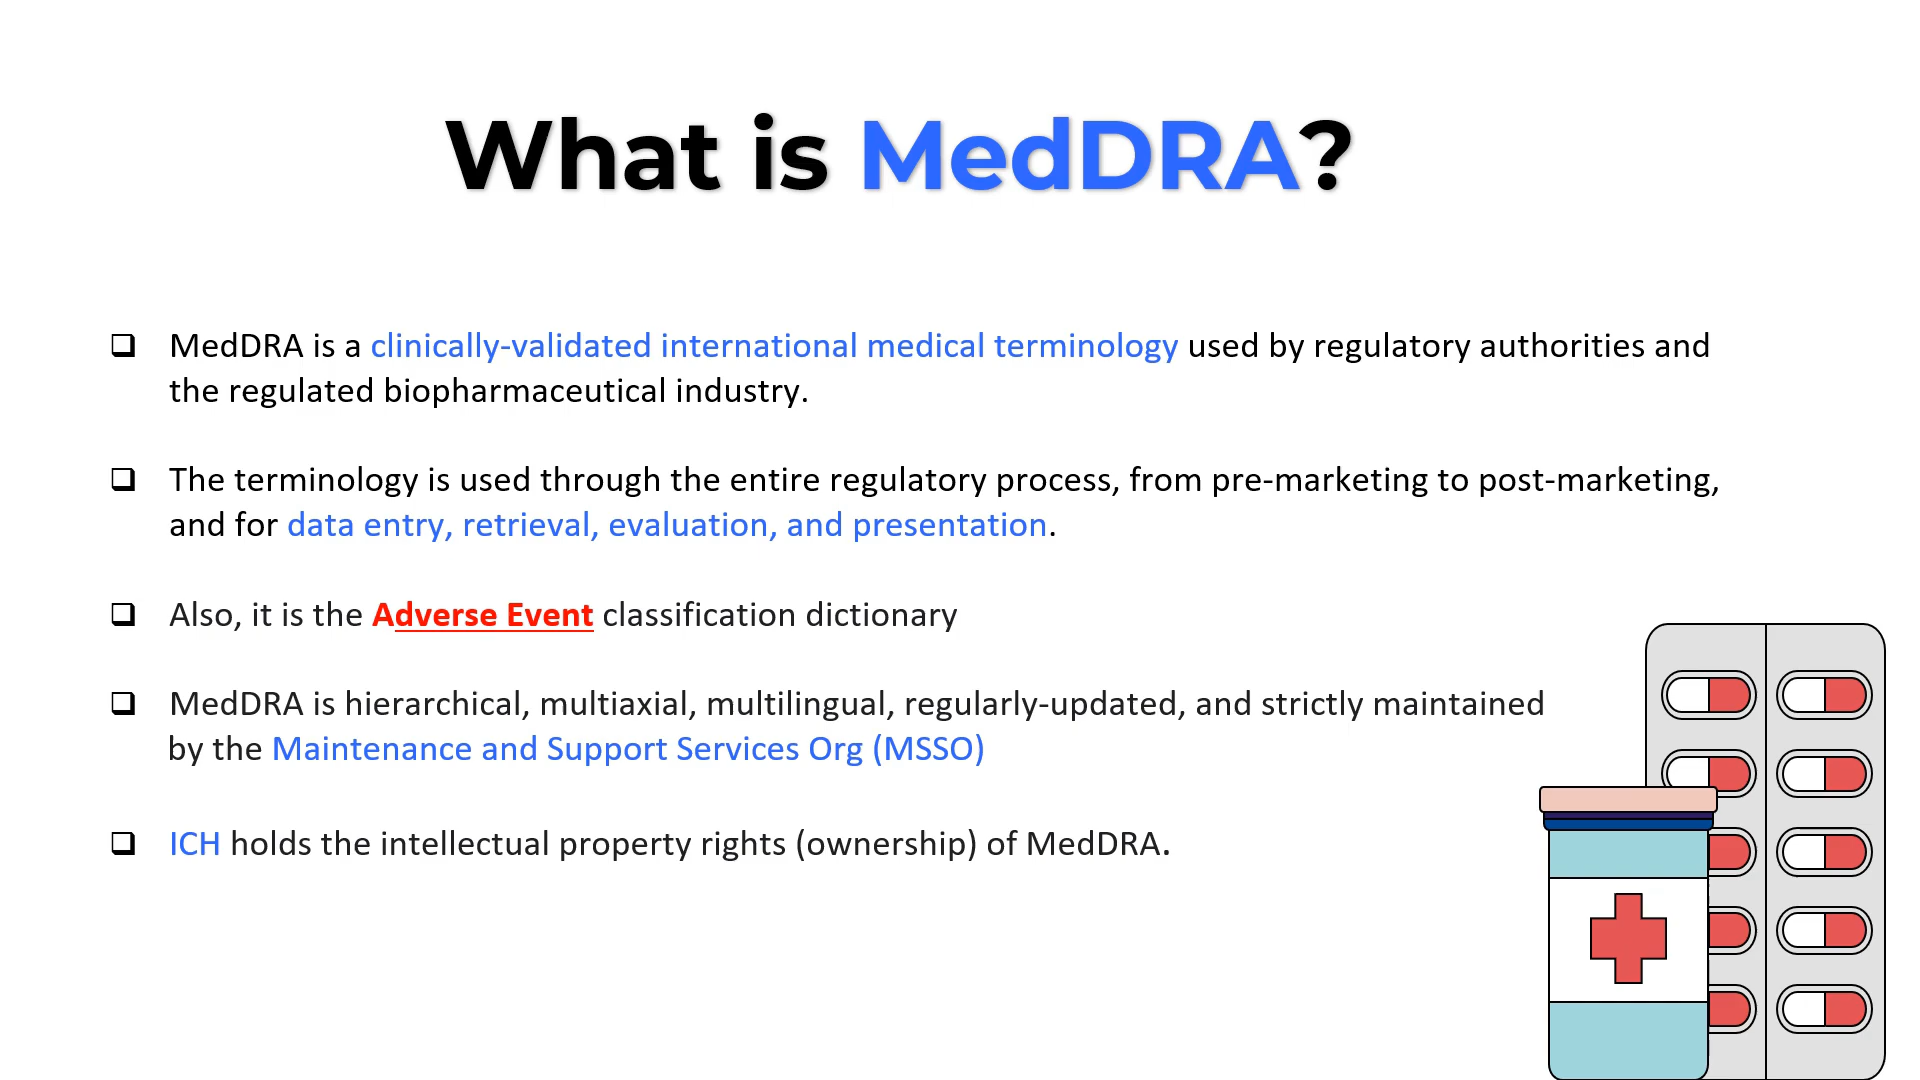 What is MedDRA?
MedDRA is a clinically-validated international medical terminology used by regulatory authorities and
the regulated biopharmaceutical industry.
The terminology is used through the entire regulatory process, from pre-marketing to post-marketing,
and for data entry, retrieval, evaluation, and presentation.
Also, it is the Adverse Event classification dictionary
MedDRA is hierarchical, multiaxial, multilingual, regularly-updated, and strictly maintained
by the Maintenance and Support Services Org (MSSO)
ICH holds the intellectual property rights (ownership) of MedDRA.